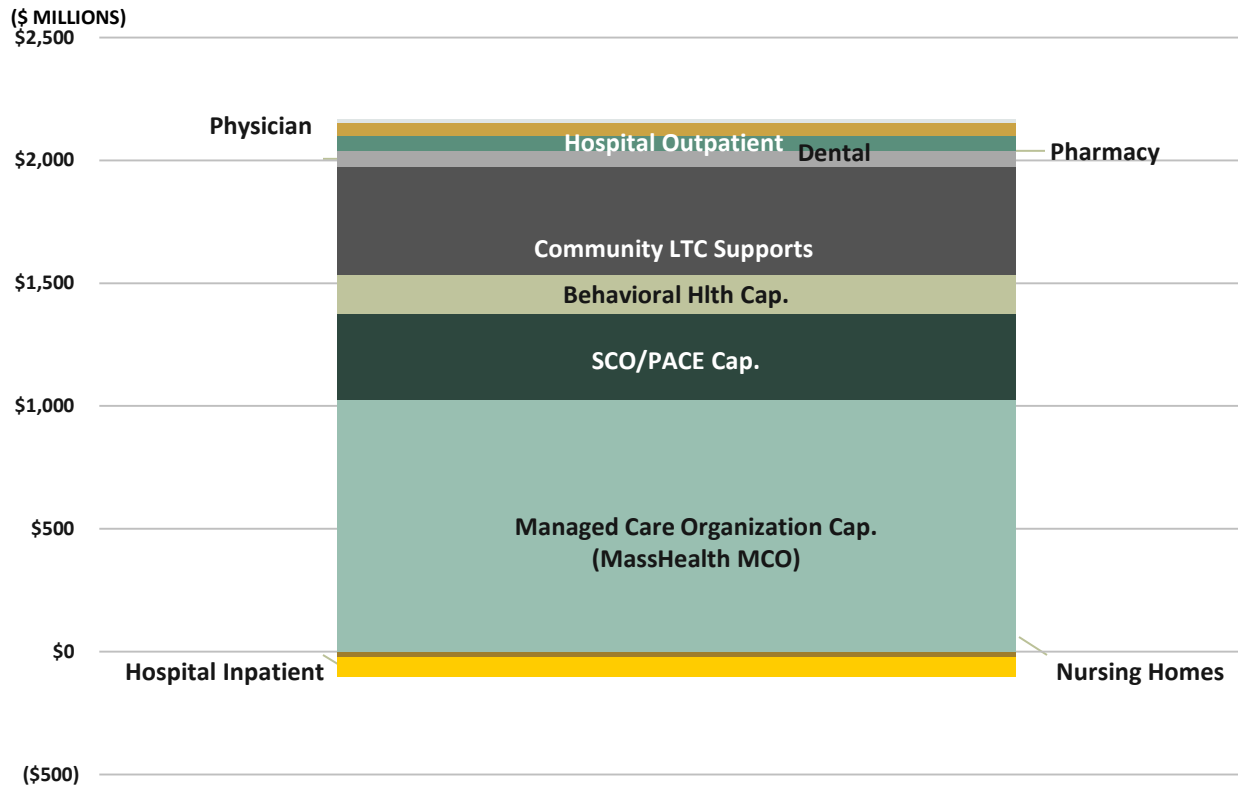 ($ MILLIONS)
$2,500
Physician
Hospital Outpatient
Dental
Pharmacy
$2,000
Community LTC Supports
$1,500
Behavioral Hlth Cap.
SCO/PACE Cap.
$1,000
$500
Managed Care Organization Cap.
(MassHealth MCO)
$0
Hospital Inpatient
Nursing Homes
($500)